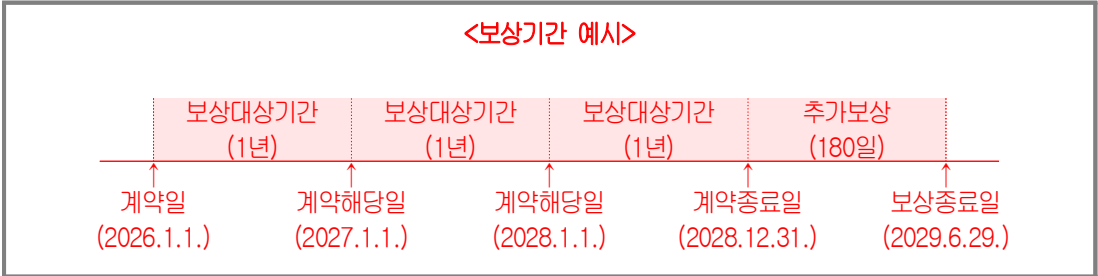 <보상기간 예시>
보상대상기간 보상대상기간 보상대상기간 추가보상
(1년) (1년) (1년) (180일)
계약일 계약해당일 계약해당일 계약종료일 보상종료일
(2026.1.1.) (2027.1.1.) (2028.1.1.) (2028.12.31.) (2029.6.29.)